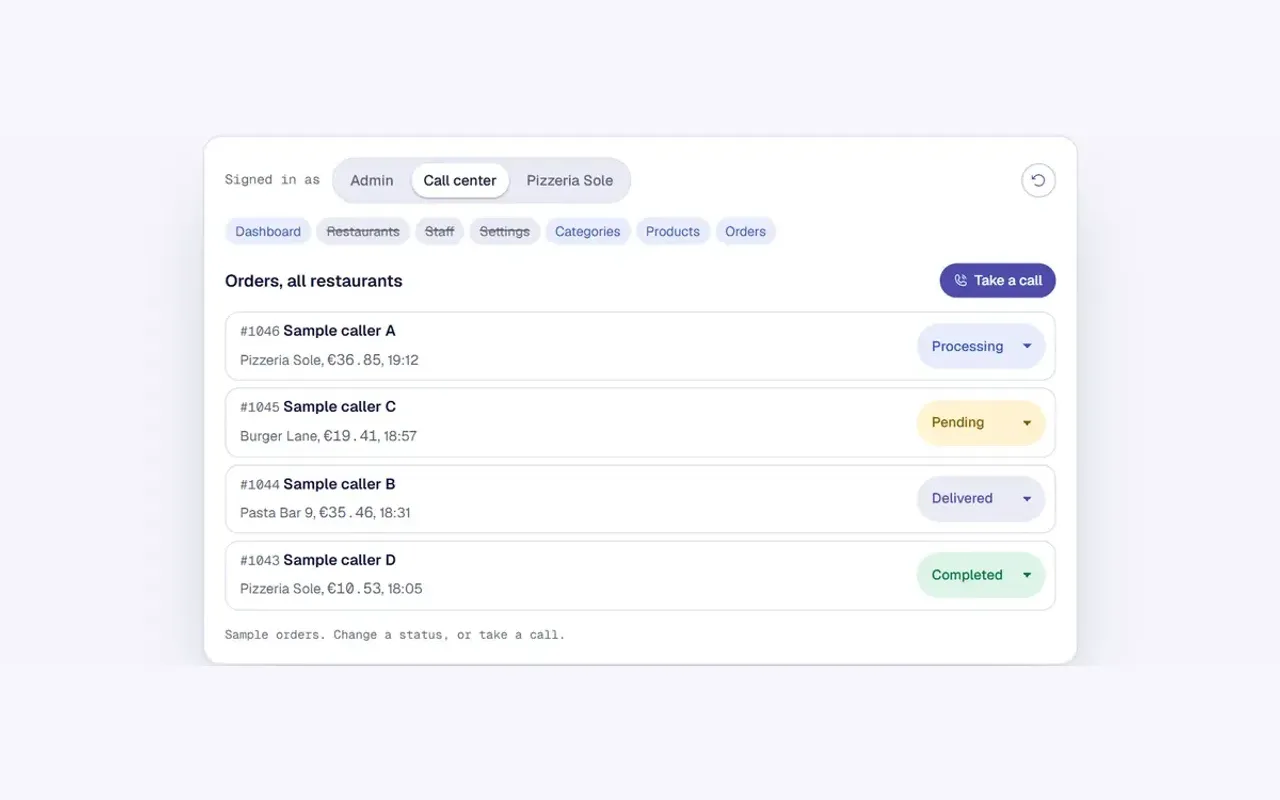 Signed in as Admin Call center Pizzeria Sole
Dashboard Restaurants Staff Settings Categories Products Orders
Orders, all restaurants Take a call
#1046 Sample caller A
Pizzeria Sole, €36.85, 19:12
Processing
#1045 Sample caller C
Burger Lane, €19.41, 18:57
Pending
#1044 Sample caller B
Pasta Bar 9, €35.46, 18:31
Delivered
#1043 Sample caller D
Pizzeria Sole, €10.53, 18:05
Completed
Sample orders. Change a status, or take a call.